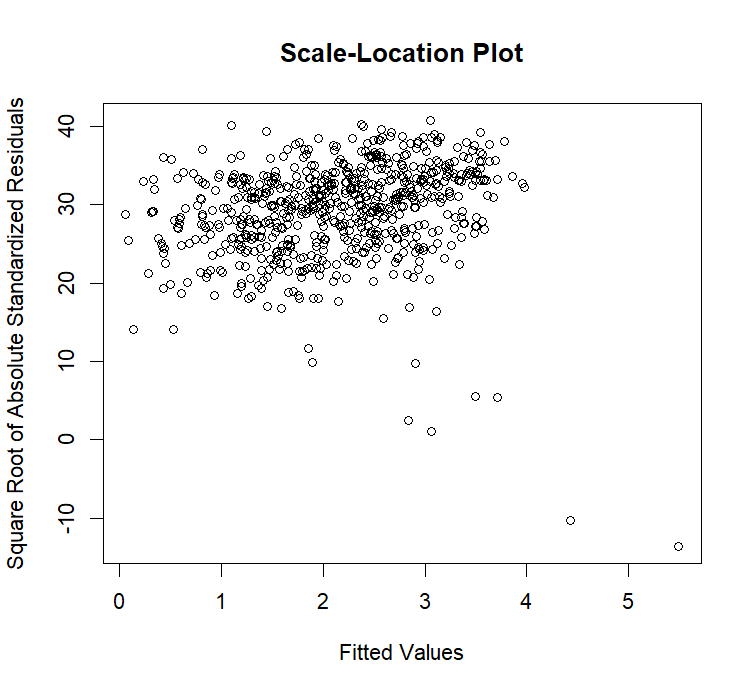 Scale-Location Plot
Square Root of Absolute Standardized Residuals
40
30
20
10
0
-10
0 1 2 3 4 5
Fitted Values